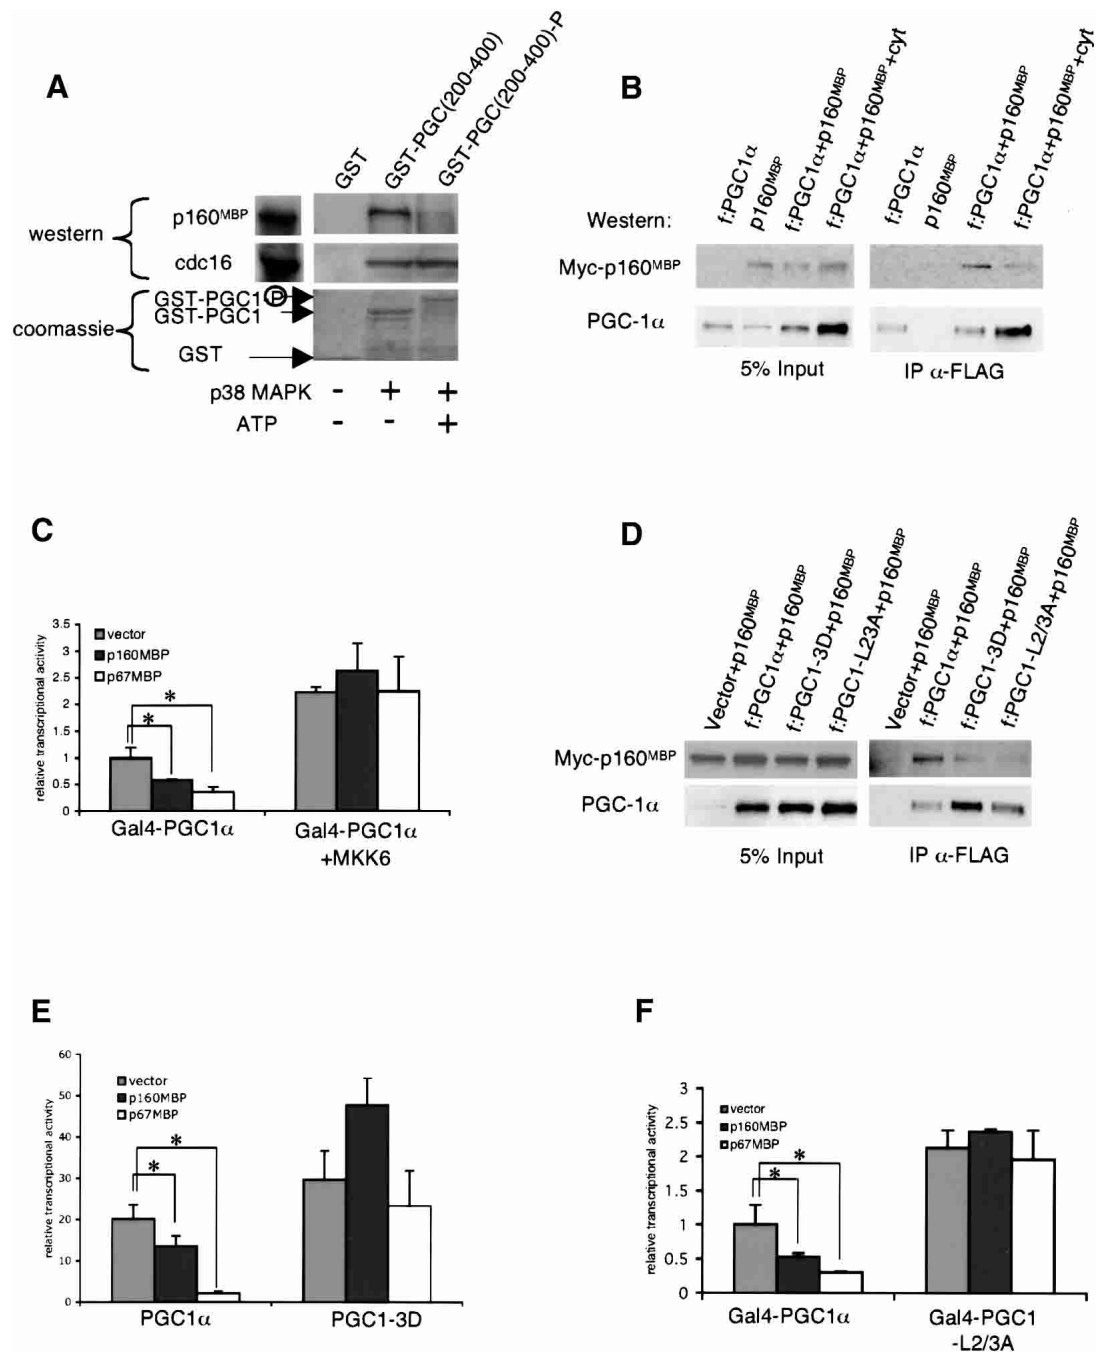 A
GST
GST-PGC(200-400)
GST-PGC(200-400)-P
western
p160MBP
cdc16
coomassie
GST-PGC1 P
GST-PGC1
GST
p38 MAPK - + +
ATP - - +
B
Western:
f:PGC1α
p160MBP
f:PGC1α+p160MBP
f:PGC1α+p160MBP+cyt
f:PGC1α
p160MBP
f:PGC1α+p160MBP
f:PGC1α+p160MBP+cyt
Myc-p160MBP
PGC-1α
5% Input
IP α-FLAG
C
relative transcriptional activity
3.5
3
2.5
2
1.5
1
0.5
0
vector
p160MBP
p67MBP
*
*
Gal4-PGC1α
Gal4-PGC1α
+MKK6
D
Vector+p160MBP
f:PGC1α+p160MBP
f:PGC1-3D+p160MBP
f:PGC1-L23A+p160MBP
Vector+p160MBP
f:PGC1α+p160MBP
f:PGC1-3D+p160MBP
f:PGC1-L2/3A+p160MBP
Myc-p160MBP
PGC-1α
5% Input
IP α-FLAG
E
relative transcriptional activity
60
50
40
30
20
10
0
vector
p160MBP
p67MBP
*
*
PGC1α
PGC1-3D
F
relative transcriptional activity
3
2.5
2
1.5
1
0.5
0
vector
p160MBP
p67MBP
*
*
Gal4-PGC1α
Gal4-PGC1
-L2/3A